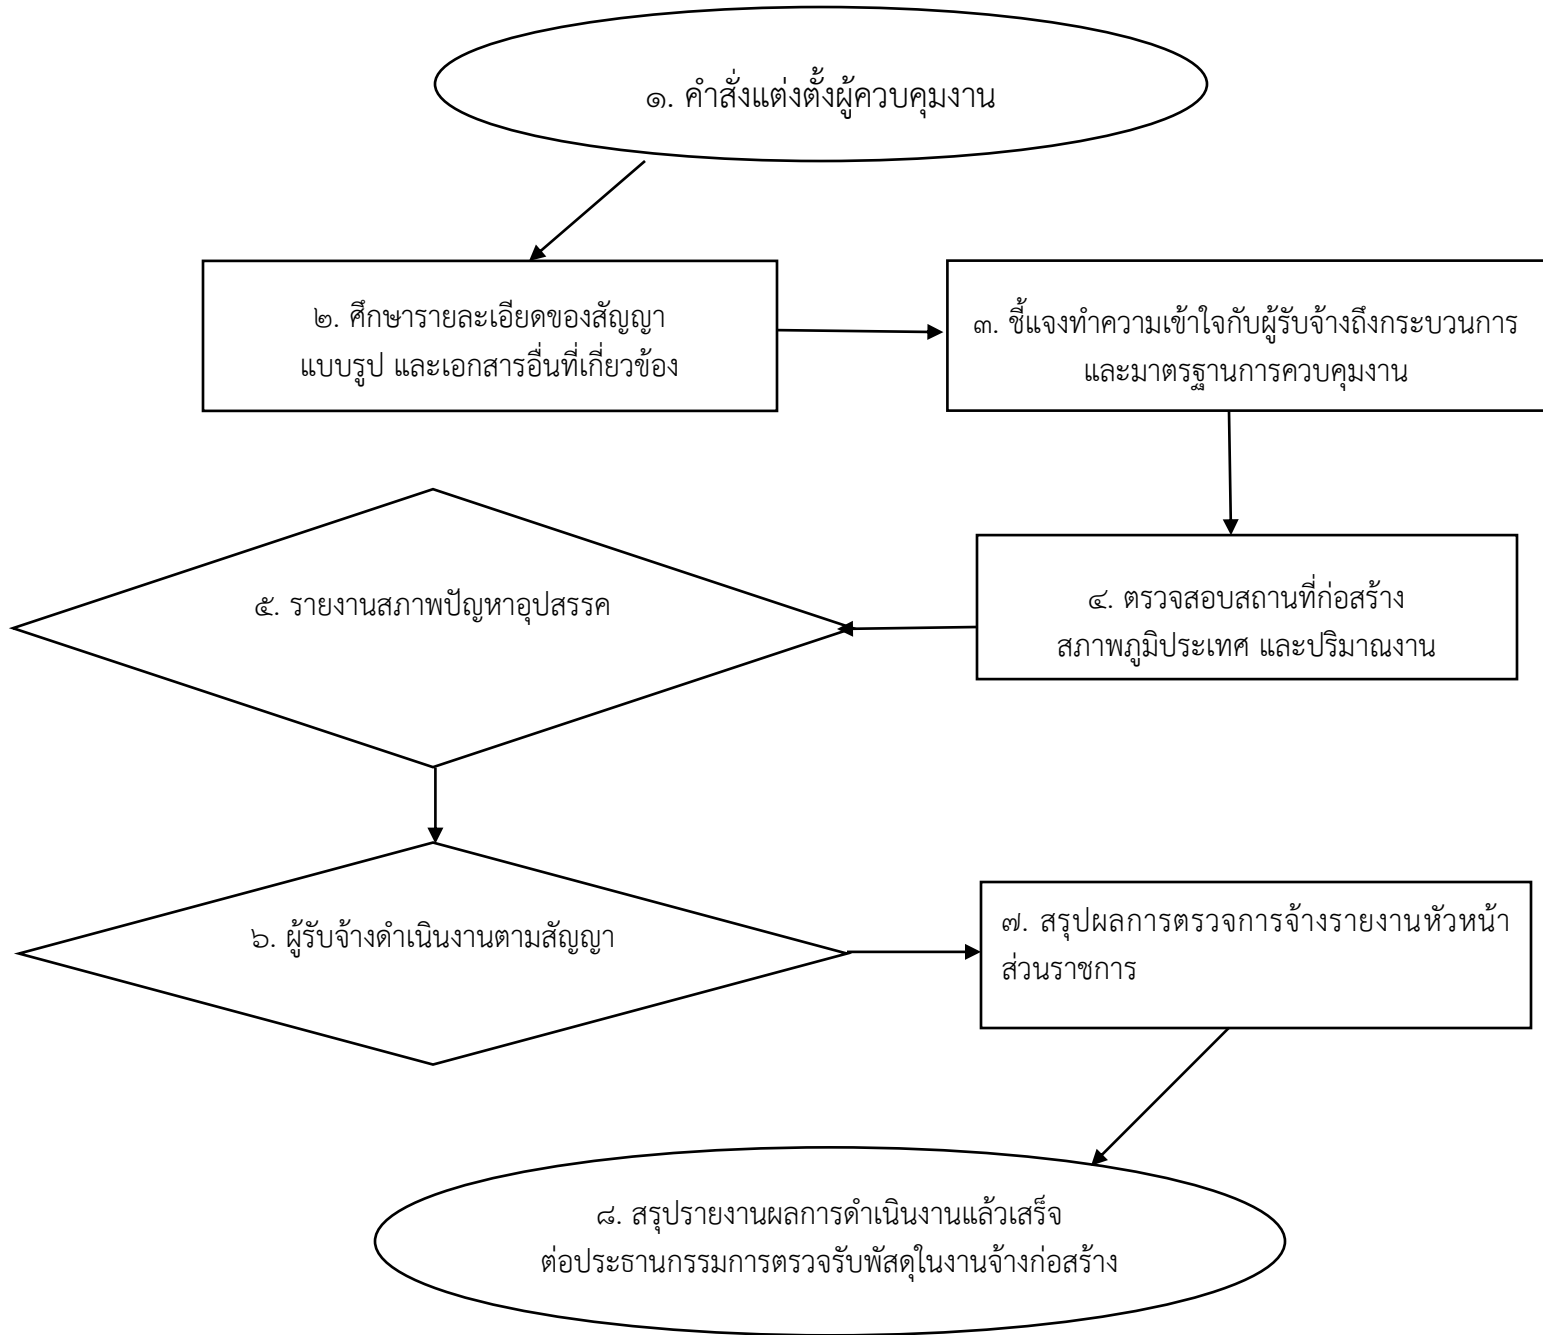 ๑. คำสั่งแต่งตั้งผู้ควบคุมงาน
๒. ศึกษารายละเอียดของสัญญา
แบบรูป และเอกสารอื่นที่เกี่ยวข้อง
๓. ชี้แจงทำความเข้าใจกับผู้รับจ้างถึงกระบวนการ
และมาตรฐานการควบคุมงาน
๔. ตรวจสอบสถานที่ก่อสร้าง
สภาพภูมิประเทศ และปริมาณงาน
๕. รายงานสภาพปัญหาอุปสรรค
๖. ผู้รับจ้างดำเนินงานตามสัญญา
๗. สรุปผลการตรวจการจ้างรายงานหัวหน้า
ส่วนราชการ
๘. สรุปรายงานผลการดำเนินงานแล้วเสร็จ
ต่อประธานกรรมการตรวจรับพัสดุในงานจ้างก่อสร้าง